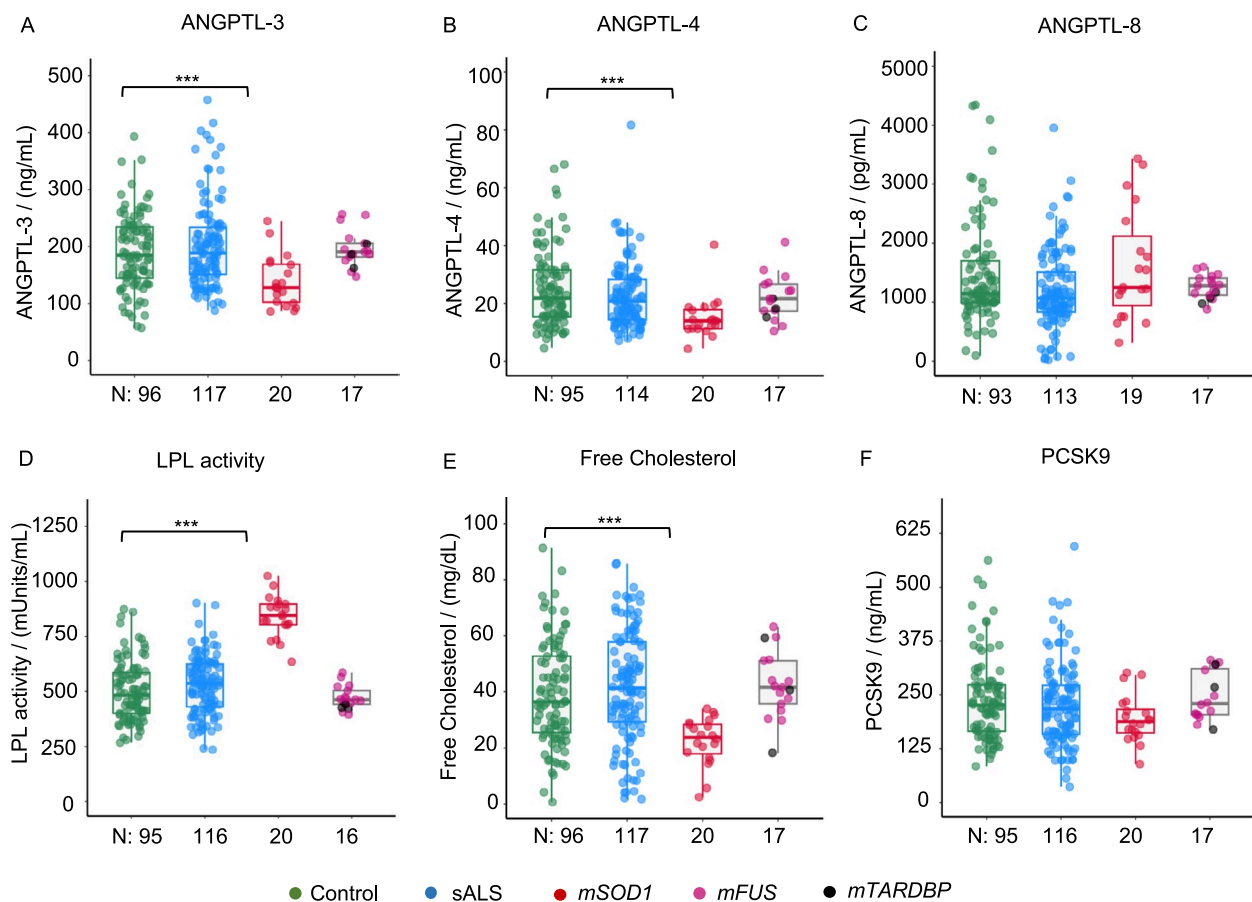 A ANGPTL-3
ANGPTL-3 / (ng/mL)
500
400
300
200
100
0
***
N: 96 117 20 17
B ANGPTL-4
ANGPTL-4 / (ng/mL)
100
80
60
40
20
0
***
N: 95 114 20 17
C ANGPTL-8
ANGPTL-8 / (pg/mL)
5000
4000
3000
2000
1000
0
N: 93 113 19 17
D LPL activity
LPL activity / (mUnits/mL)
1250
1000
750
500
250
0
***
N: 95 116 20 16
E Free Cholesterol
Free Cholesterol / (mg/dL)
100
80
60
40
20
0
***
N: 96 117 20 17
F PCSK9
PCSK9 / (ng/mL)
625
500
375
250
125
0
N: 95 116 20 17
Control sALS mSOD1 mFUS mTARDBP